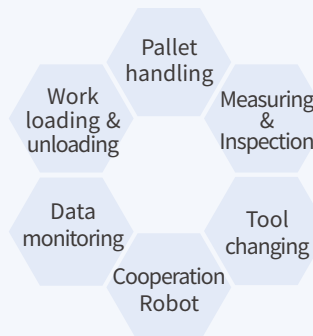 Pallet
handling
Measuring
&
Inspection
Tool
changing
Cooperation
Robot
Data
monitoring
Work
loading &
unloading